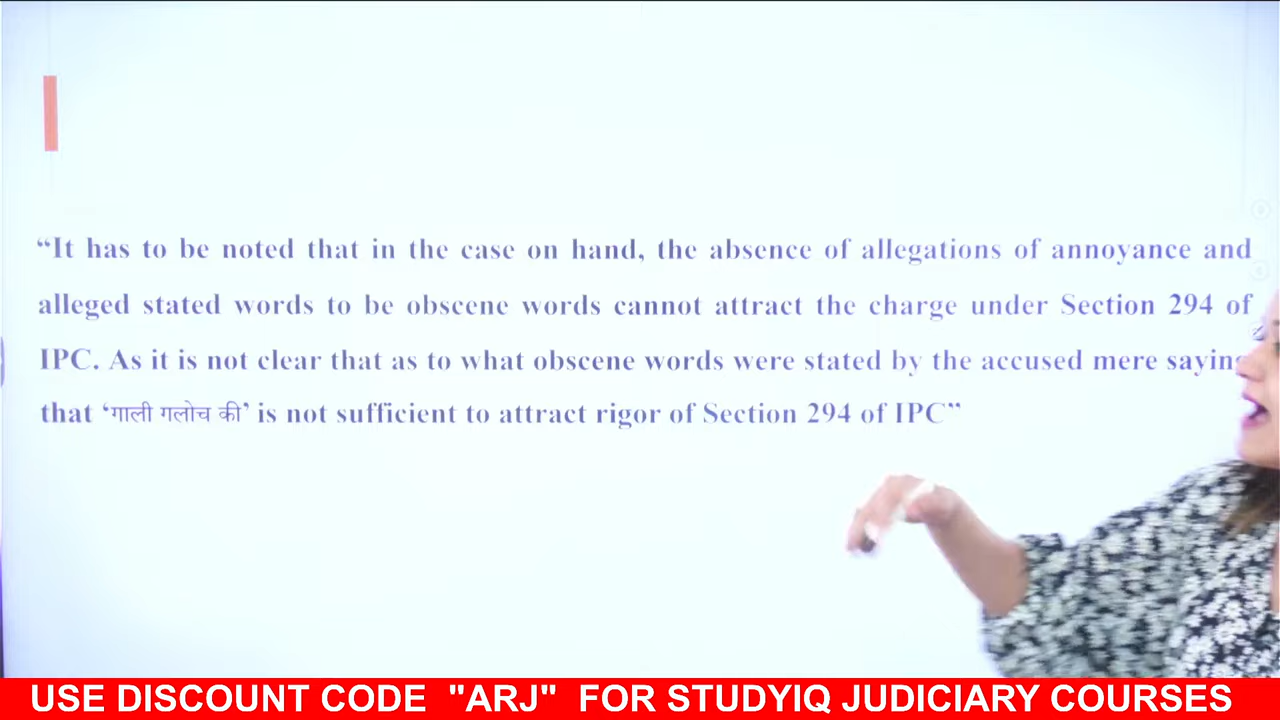 “It has to be noted that in the case on hand, the absence of allegations of annoyance and
alleged stated words to be obscene words cannot attract the charge under Section 294 of
IPC. As it is not clear that as to what obscene words were stated by the accused mere saying
that ‘गाली गलोच की’ is not sufficient to attract rigor of Section 294 of IPC”
USE DISCOUNT CODE "ARJ" FOR STUDYIQ JUDICIARY COURSES